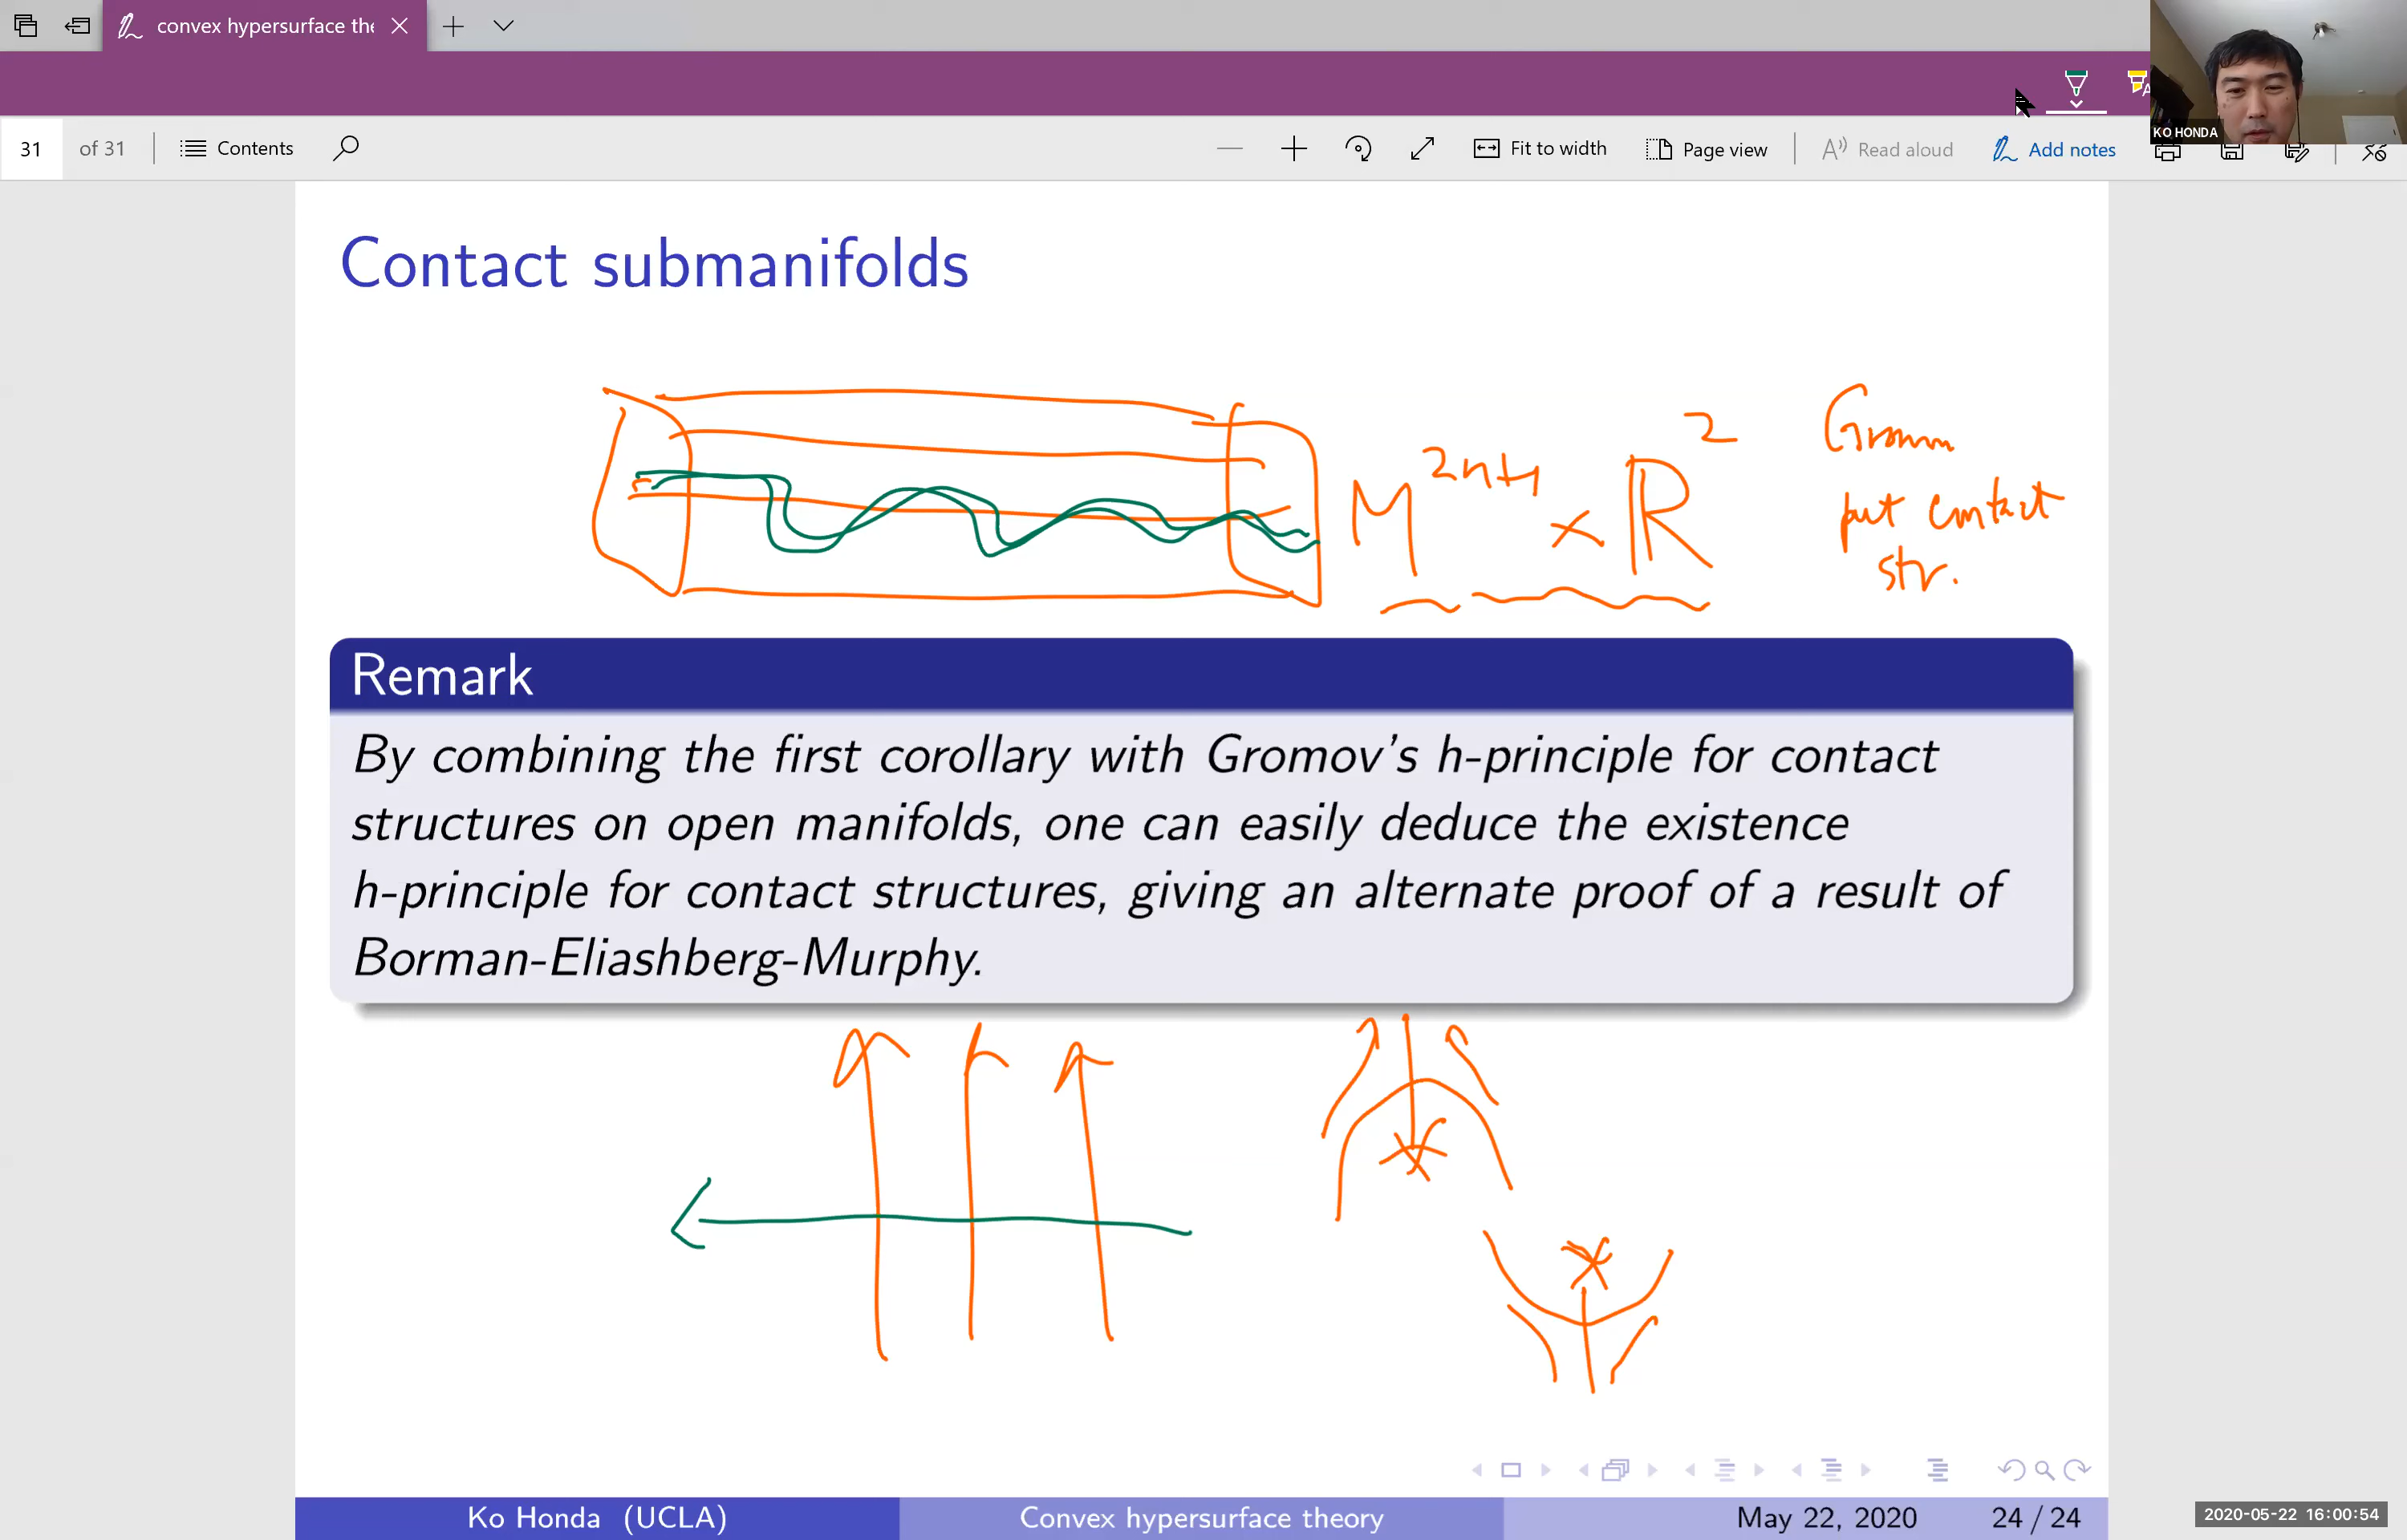 convex hypersurface the
31 of 31 Contents Fit to width Page view Read aloud Add notes
KO HONDA
Contact submanifolds
M^{2n+1} × R^2
put contact
str.
Remark
By combining the first corollary with Gromov's h-principle for contact
structures on open manifolds, one can easily deduce the existence
h-principle for contact structures, giving an alternate proof of a result of
Borman-Eliashberg-Murphy.
Ko Honda (UCLA) Convex hypersurface theory May 22, 2020 24 / 24
2020-05-22 16:00:54